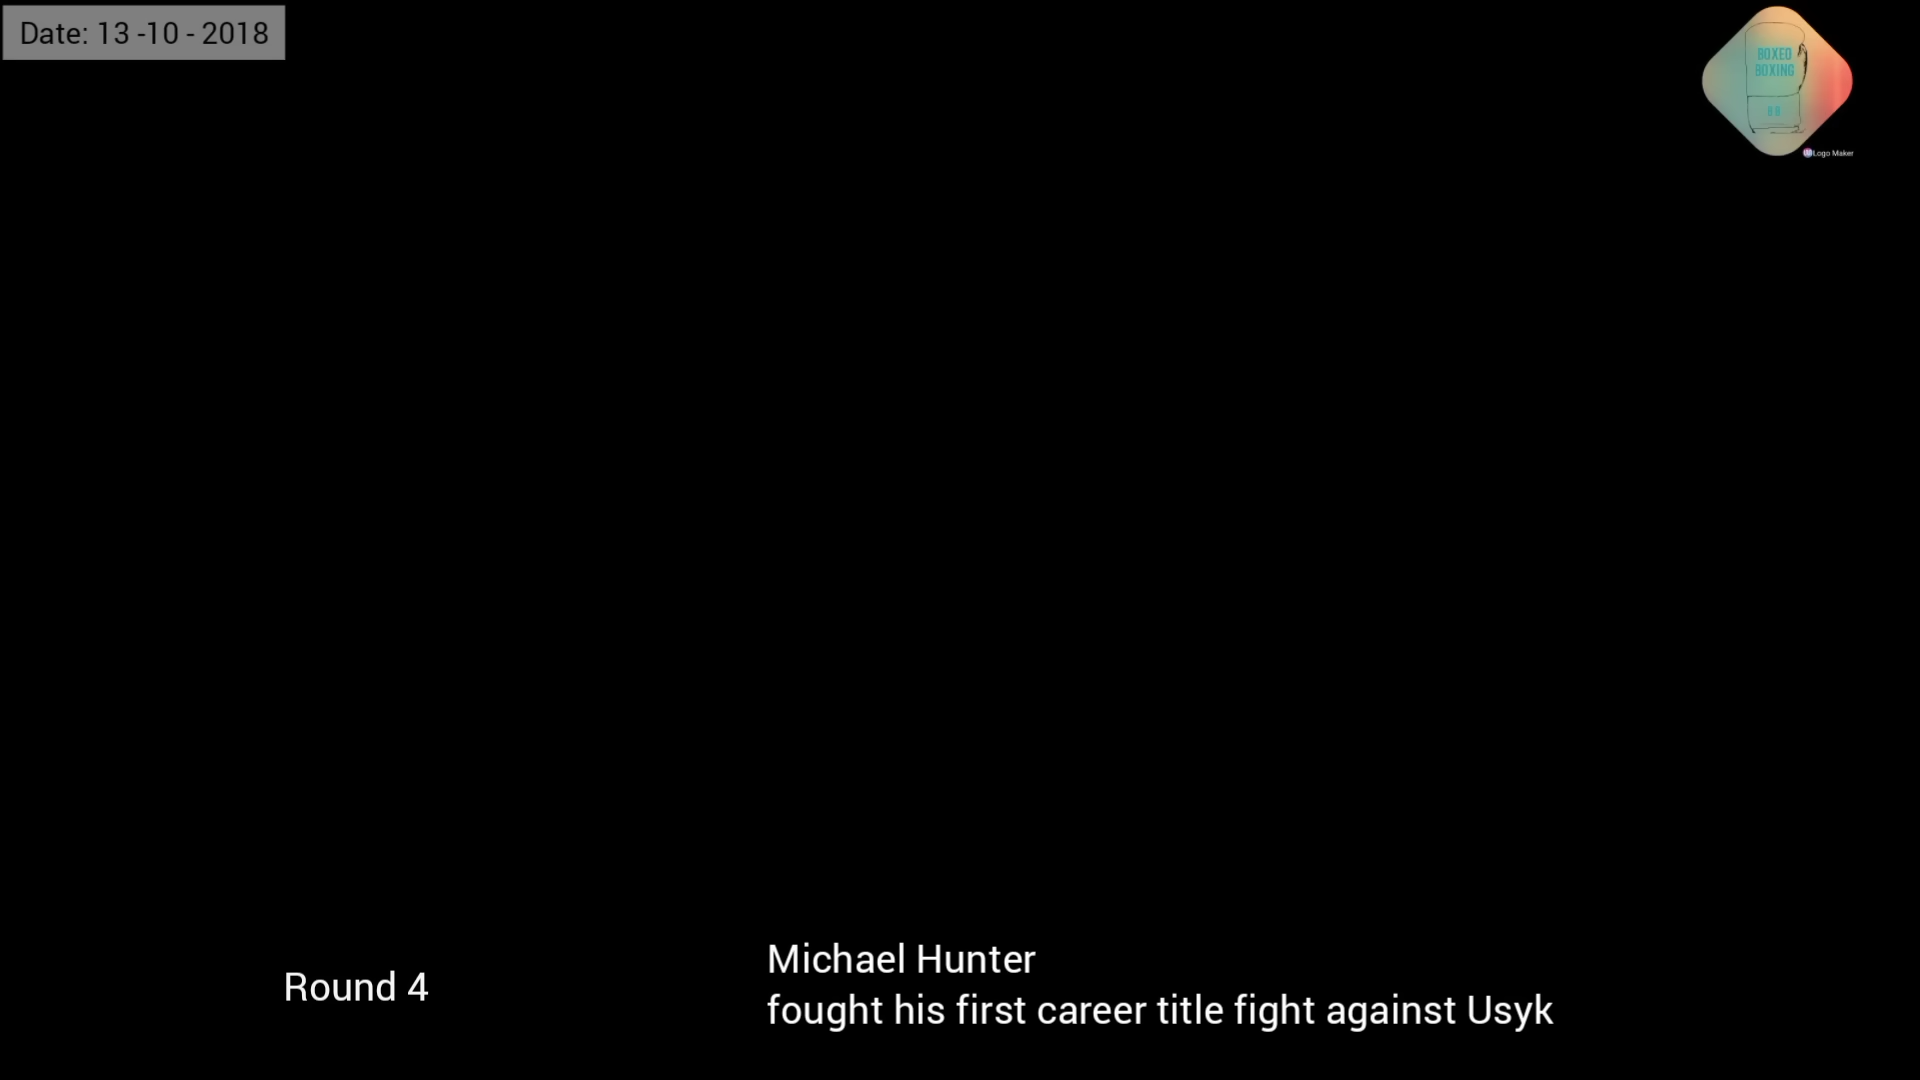 Date: 13 -10 - 2018
BOXEO
BOXING
B B
Logo Maker
Round 4
Michael Hunter
fought his first career title fight against Usyk